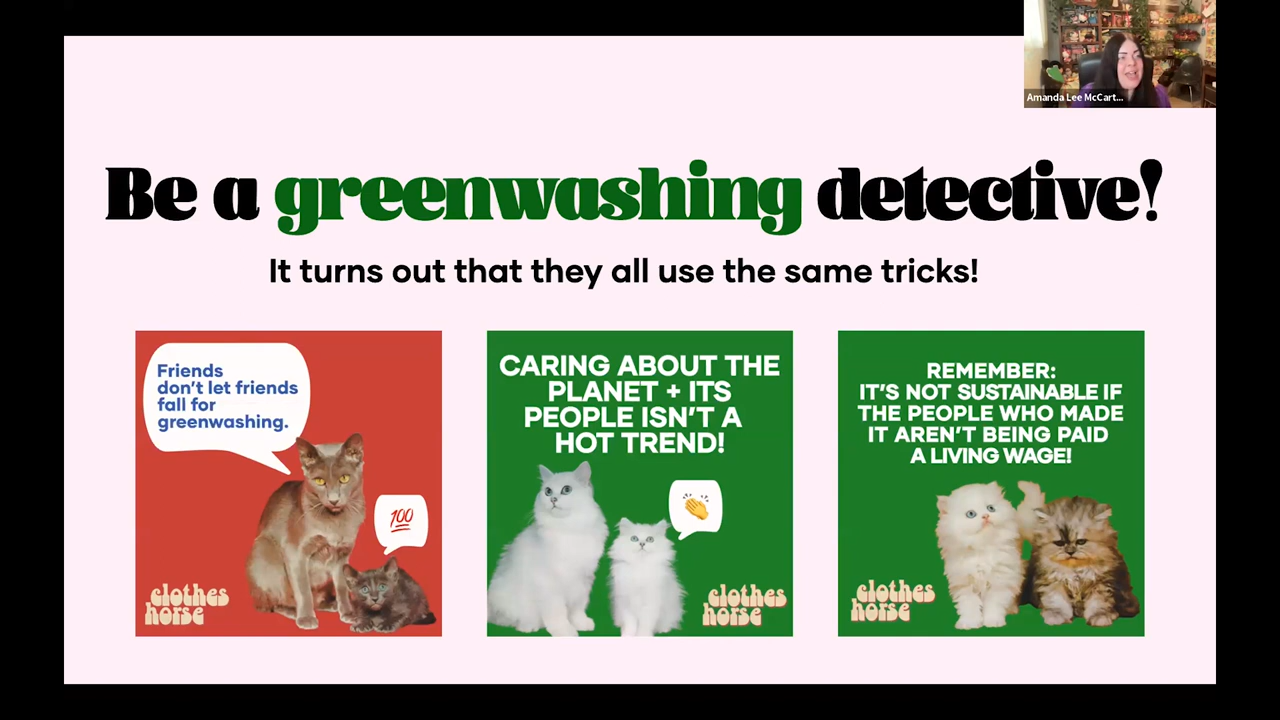 Amanda Lee McCart...
Be a greenwashing detective!
It turns out that they all use the same tricks!
Friends
don't let friends
fall for
greenwashing.
100
clothes
horse
CARING ABOUT THE
PLANET + ITS
PEOPLE ISN'T A
HOT TREND!
clothes
horse
REMEMBER:
IT'S NOT SUSTAINABLE IF
THE PEOPLE WHO MADE
IT AREN'T BEING PAID
A LIVING WAGE!
clothes
horse